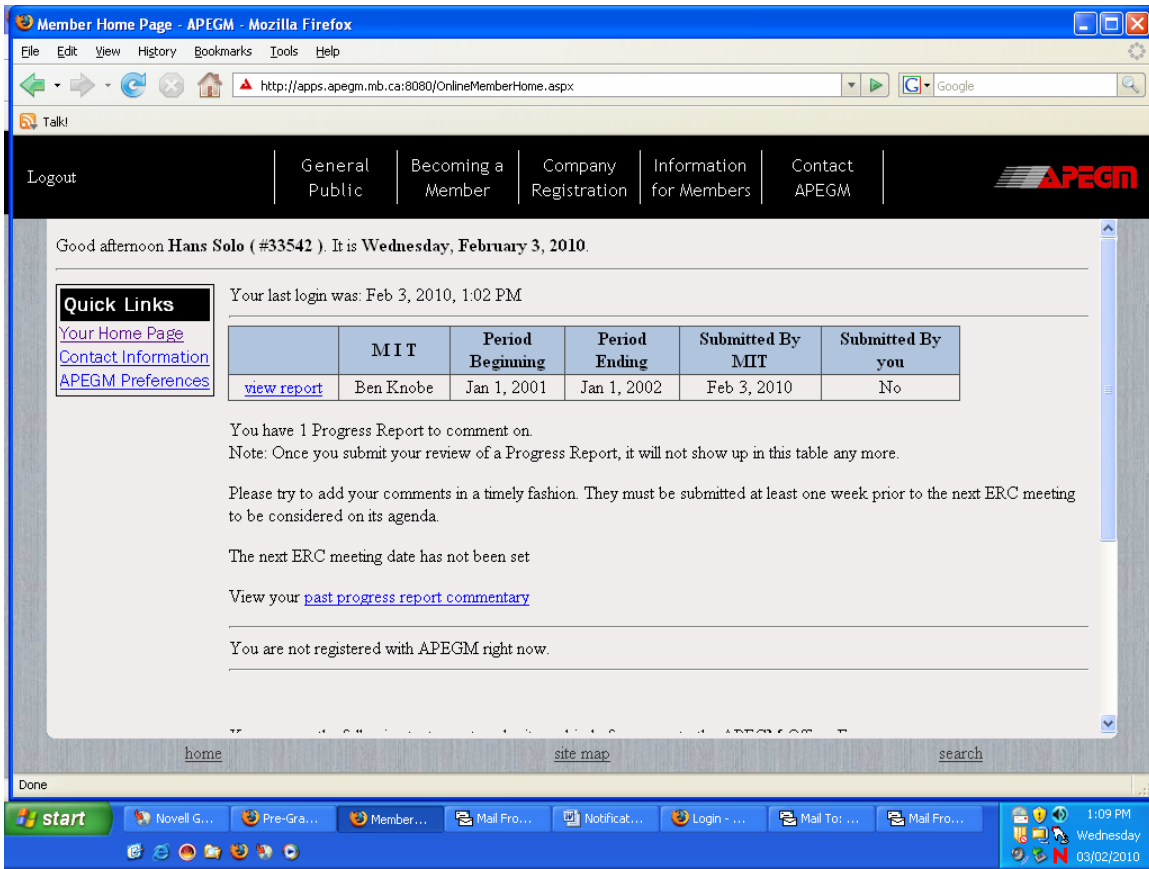 Member Home Page - APEGM - Mozilla Firefox
File Edit View History Bookmarks Tools Help
http://apps.apegm.mb.ca:8080/OnlineMemberHome.aspx
G Google
Talk!
Logout
General Public
Becoming a Member
Company Registration
Information for Members
Contact APEGM
APEGM
Good afternoon Hans Solo ( #33542 ). It is Wednesday, February 3, 2010.
Quick Links
Your Home Page
Contact Information
APEGM Preferences
Your last login was: Feb 3, 2010, 1:02 PM
MIT Period Beginning Period Ending Submitted By MIT Submitted By you
view report Ben Knobe Jan 1, 2001 Jan 1, 2002 Feb 3, 2010 No
You have 1 Progress Report to comment on.
Note: Once you submit your review of a Progress Report, it will not show up in this table any more.
Please try to add your comments in a timely fashion. They must be submitted at least one week prior to the next ERC meeting
to be considered on its agenda.
The next ERC meeting date has not been set
View your past progress report commentary
You are not registered with APEGM right now.
home site map search
Done
start Novell G... Pre-Gra... Member... Mail Fro... Notificat... Login - ... Mail To: ... Mail Fro... 1:09 PM
Wednesday
N 03/02/2010